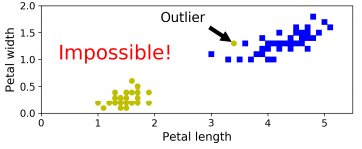 2.0
Outlier
1.5
Impossible!
1.0
0.5
0.0
Petal width
0 1 2 3 4 5
Petal length